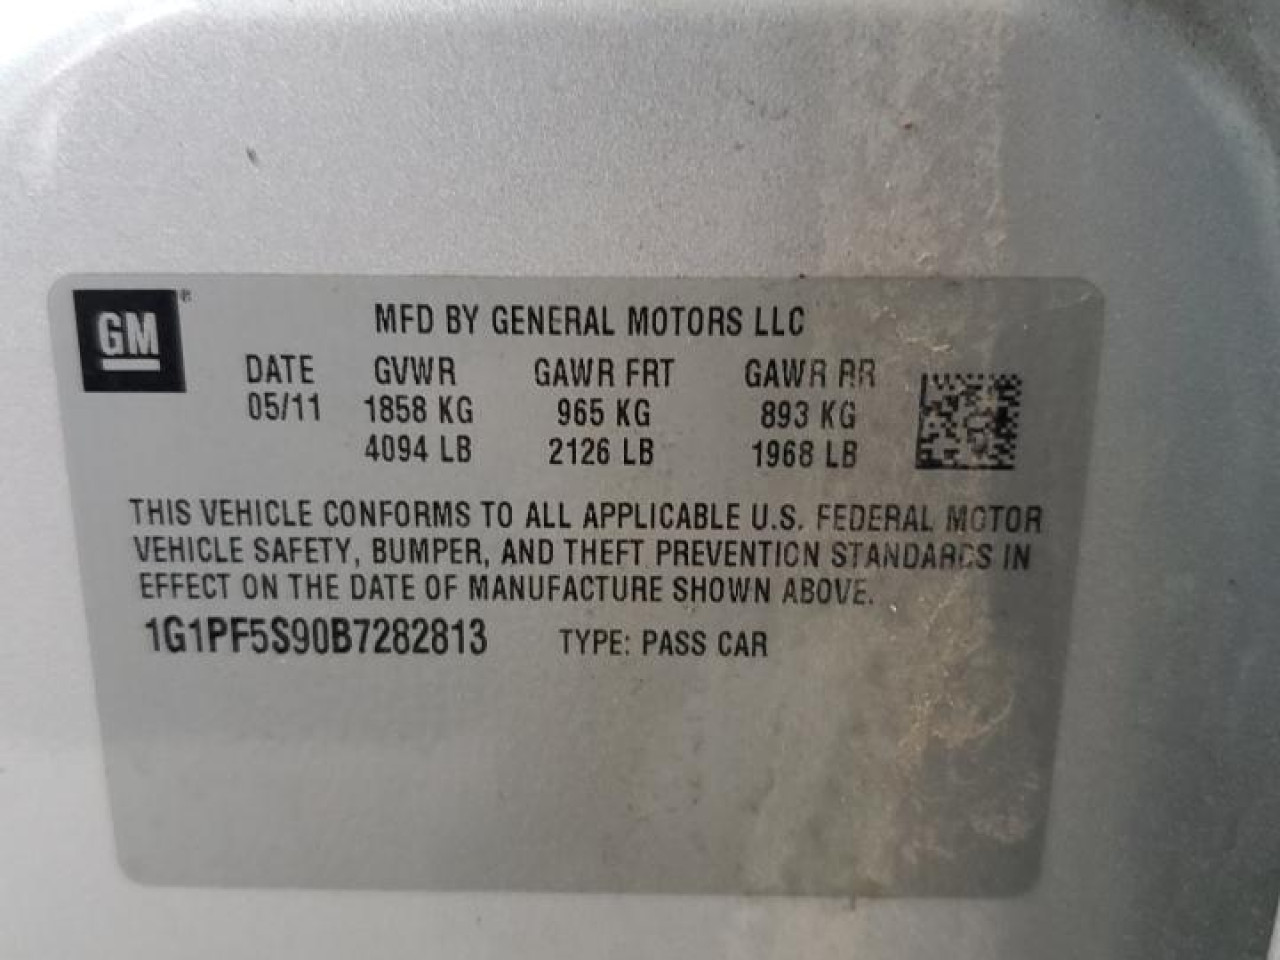 GM®
MFD BY GENERAL MOTORS LLC
DATE GVWR GAWR FRT GAWR RR
05/11 1858 KG 965 KG 893 KG
4094 LB 2126 LB 1968 LB
THIS VEHICLE CONFORMS TO ALL APPLICABLE U.S. FEDERAL MOTOR
VEHICLE SAFETY, BUMPER, AND THEFT PREVENTION STANDARDS IN
EFFECT ON THE DATE OF MANUFACTURE SHOWN ABOVE.
1G1PF5S90B7282813 TYPE: PASS CAR